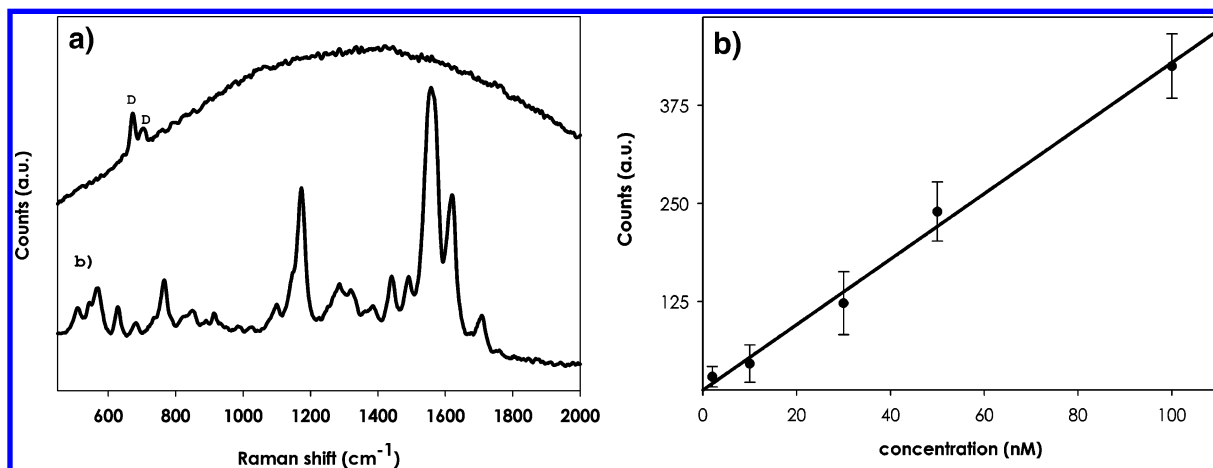 a)
D
D
b)
Counts (a.u.)
600 800 1000 1200 1400 1600 1800 2000
Raman shift (cm-1)
b)
375
250
125
Counts (a.u.)
0 20 40 60 80 100
concentration (nM)